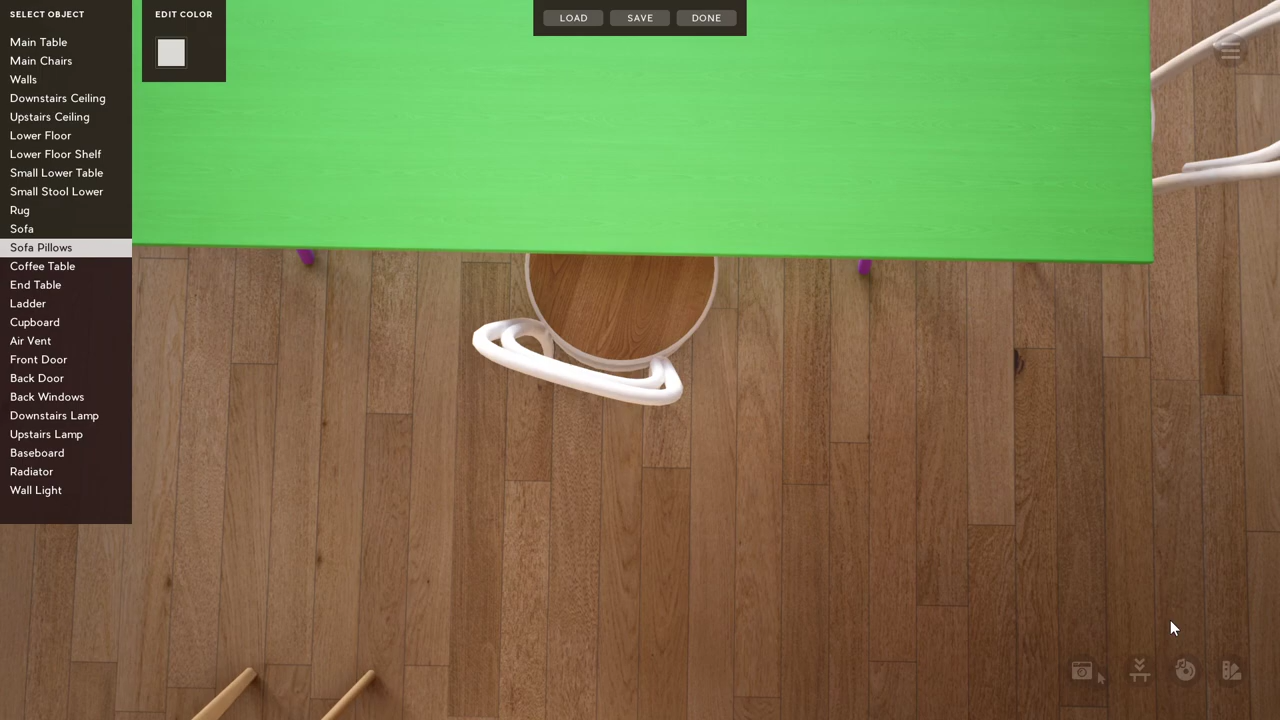 SELECT OBJECT
Main Table
Main Chairs
Walls
Downstairs Ceiling
Upstairs Ceiling
Lower Floor
Lower Floor Shelf
Small Lower Table
Small Stool Lower
Rug
Sofa
Sofa Pillows
Coffee Table
End Table
Ladder
Cupboard
Air Vent
Front Door
Back Door
Back Windows
Downstairs Lamp
Upstairs Lamp
Baseboard
Radiator
Wall Light
EDIT COLOR
LOAD SAVE DONE